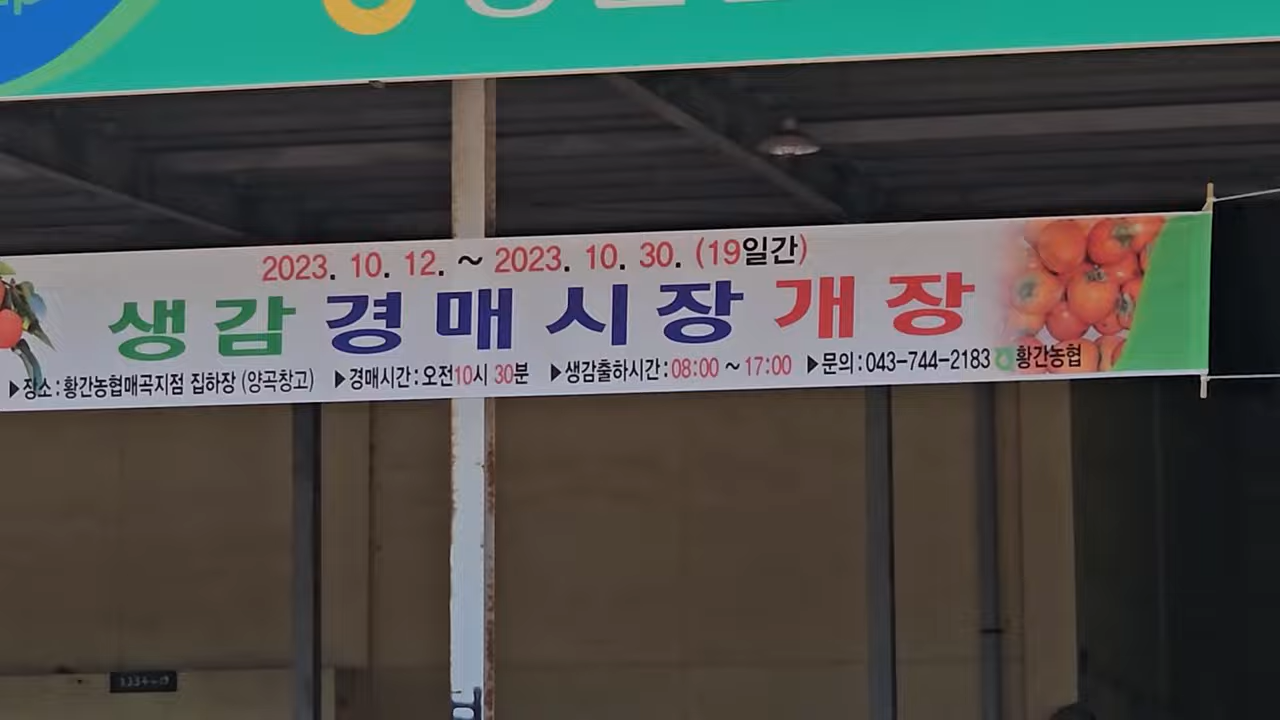 2023. 10. 12. ~ 2023. 10. 30. (19일간)
생감 경매시장 개장
▶장소 : 황간농협매곡지점 집하장 (양곡창고) ▶경매시간 : 오전10시 30분 ▶생감출하시간 : 08:00 ~ 17:00 ▶문의 : 043-744-2183 황간농협